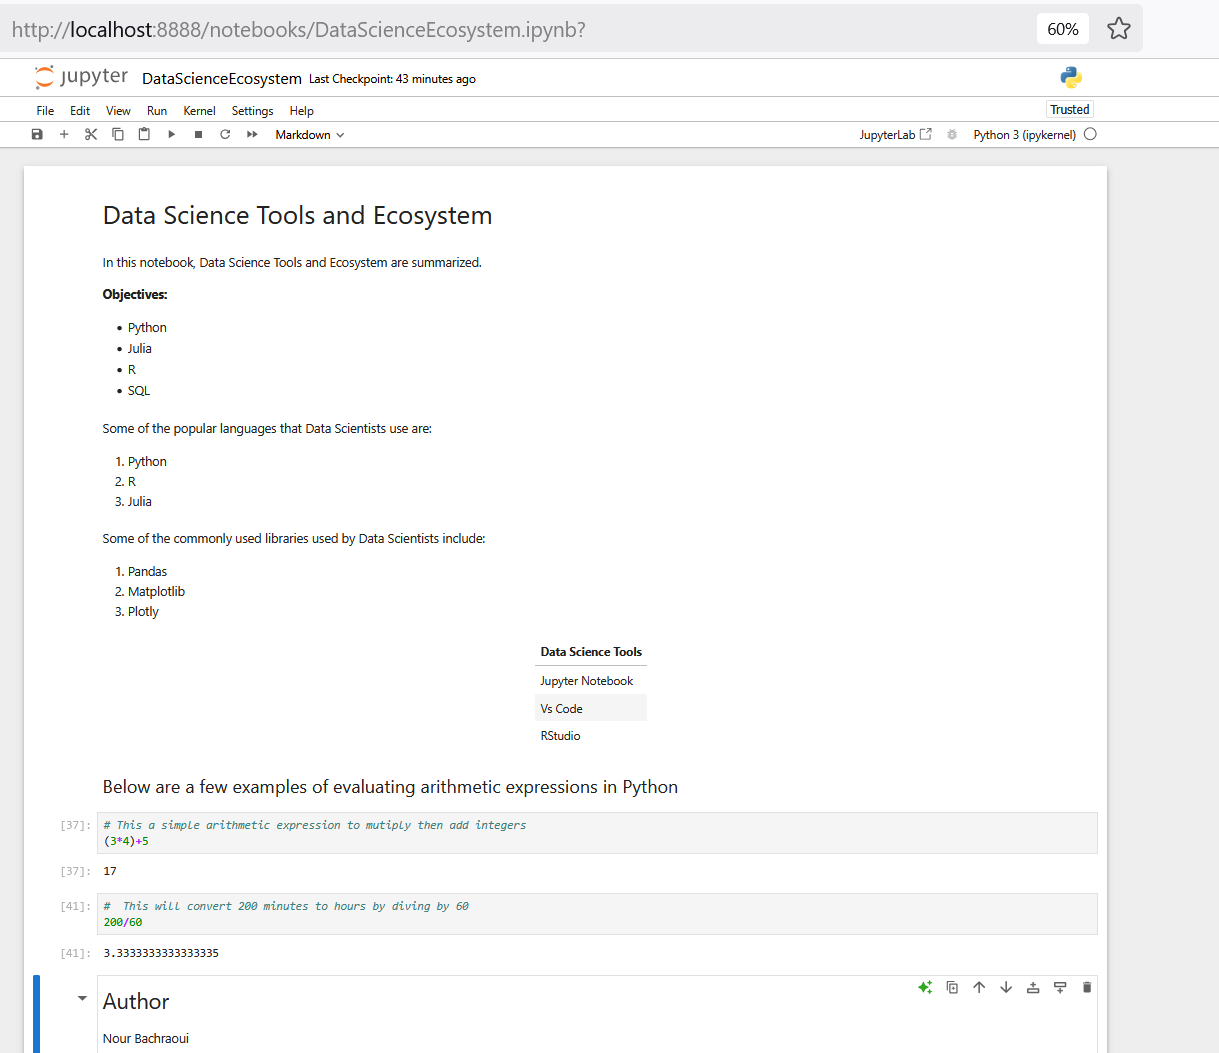 http://localhost:8888/notebooks/DataScienceEcosystem.ipynb?
60%
jupyter DataScienceEcosystem Last Checkpoint: 43 minutes ago
File Edit View Run Kernel Settings Help
Trusted
Markdown
JupyterLab
Python 3 (ipykernel)
Data Science Tools and Ecosystem
In this notebook, Data Science Tools and Ecosystem are summarized.
Objectives:
• Python
• Julia
• R
• SQL
Some of the popular languages that Data Scientists use are:
1. Python
2. R
3. Julia
Some of the commonly used libraries used by Data Scientists include:
1. Pandas
2. Matplotlib
3. Plotly
Data Science Tools
Jupyter Notebook
Vs Code
RStudio
Below are a few examples of evaluating arithmetic expressions in Python
[37]: # This a simple arithmetic expression to mutiply then add integers
(3*4)+5
[37]: 17
[41]: #  This will convert 200 minutes to hours by diving by 60
200/60
[41]: 3.3333333333333335
Author
Nour Bachraoui